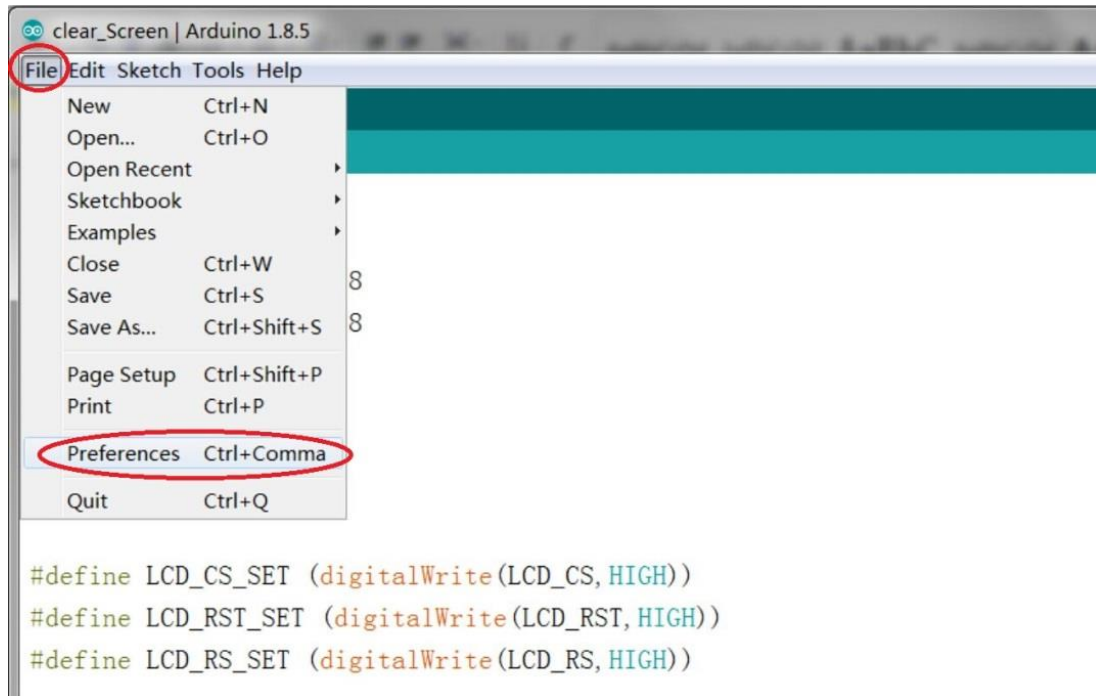 clear_Screen | Arduino 1.8.5
File Edit Sketch Tools Help
New Ctrl+N
Open... Ctrl+O
Open Recent
Sketchbook
Examples
Close Ctrl+W
8
Save Ctrl+S
Save As... Ctrl+Shift+S
8
Page Setup Ctrl+Shift+P
Print Ctrl+P
Preferences Ctrl+Comma
Quit Ctrl+Q
#define LCD_CS_SET (digitalWrite(LCD_CS,HIGH))
#define LCD_RST_SET (digitalWrite(LCD_RST,HIGH))
#define LCD_RS_SET (digitalWrite(LCD_RS,HIGH))